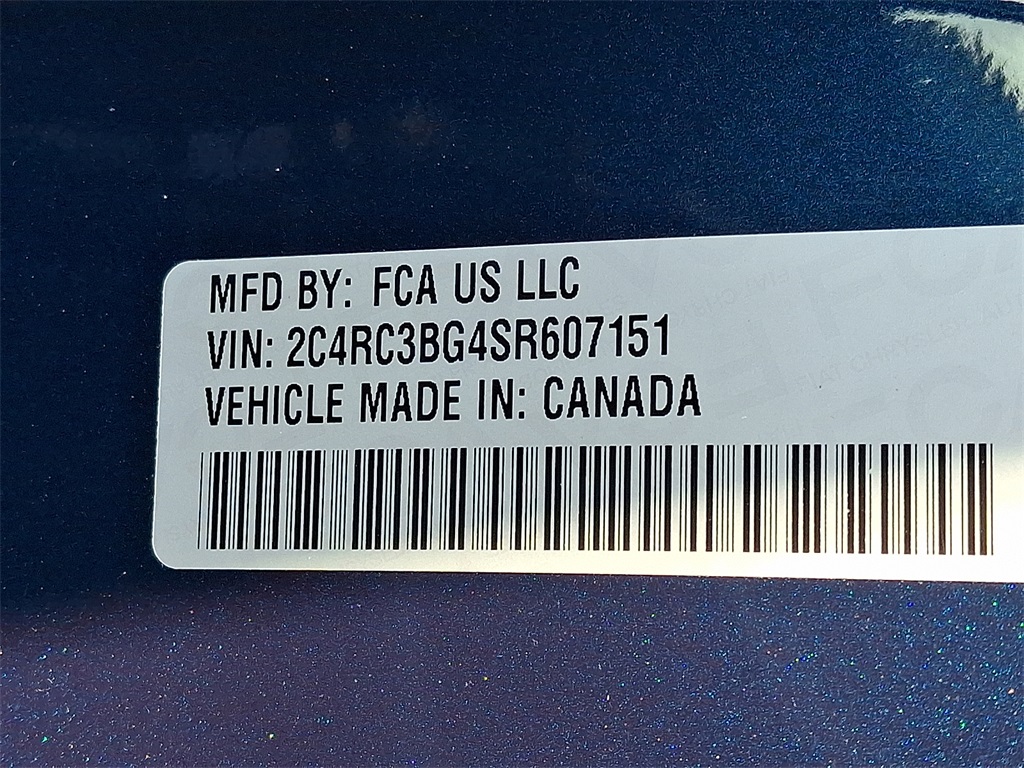 MFD BY: FCA US LLC
VIN: 2C4RC3BG4SR607151
VEHICLE MADE IN: CANADA